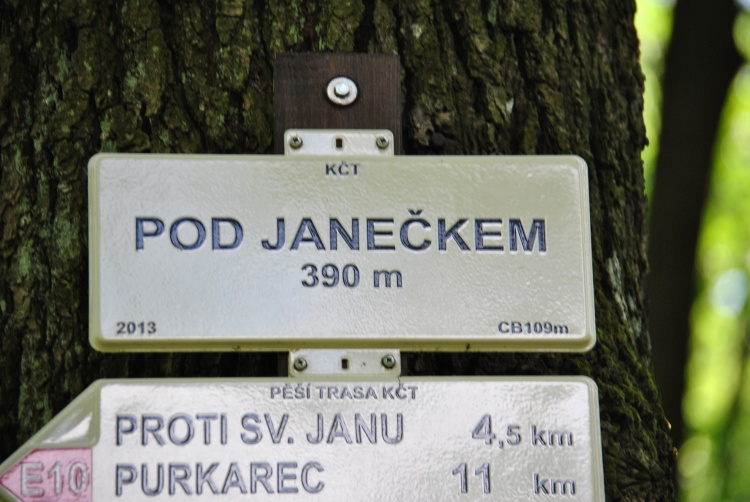 KČT
POD JANEČKEM
390 m
2013 CB109m
PĚŠÍ TRASA KČT
PROTI SV. JANU 4,5 km
E10 PURKAREC 11 km